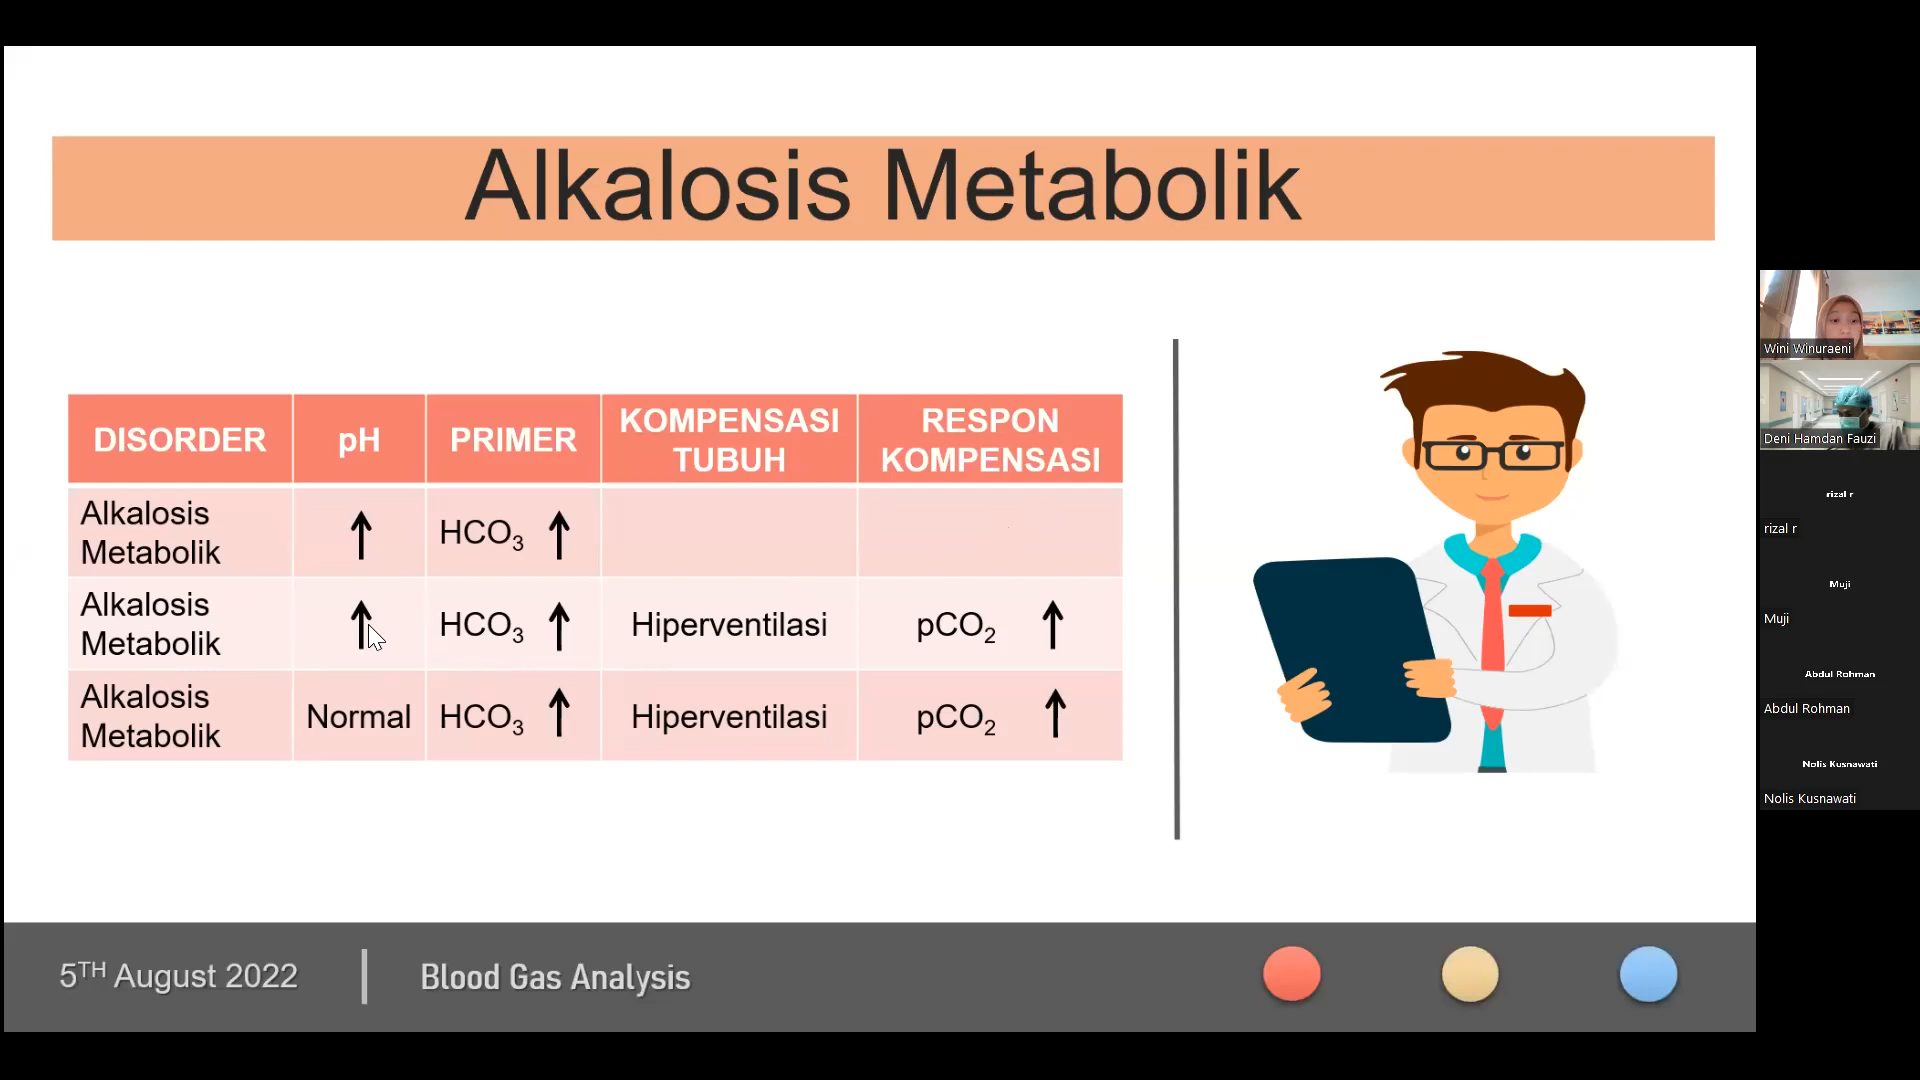 Alkalosis Metabolik
DISORDER pH PRIMER KOMPENSASI TUBUH RESPON KOMPENSASI
Alkalosis Metabolik ↑ HCO₃ ↑
Alkalosis Metabolik ↑ HCO₃ ↑ Hiperventilasi pCO₂ ↑
Alkalosis Metabolik Normal HCO₃ ↑ Hiperventilasi pCO₂ ↑
5TH August 2022 | Blood Gas Analysis
Wini Winuraeni
Deni Hamdan Fauzi
rizal r
rizal r
Muji
Muji
Abdul Rohman
Abdul Rohman
Nolis Kusnawati
Nolis Kusnawati